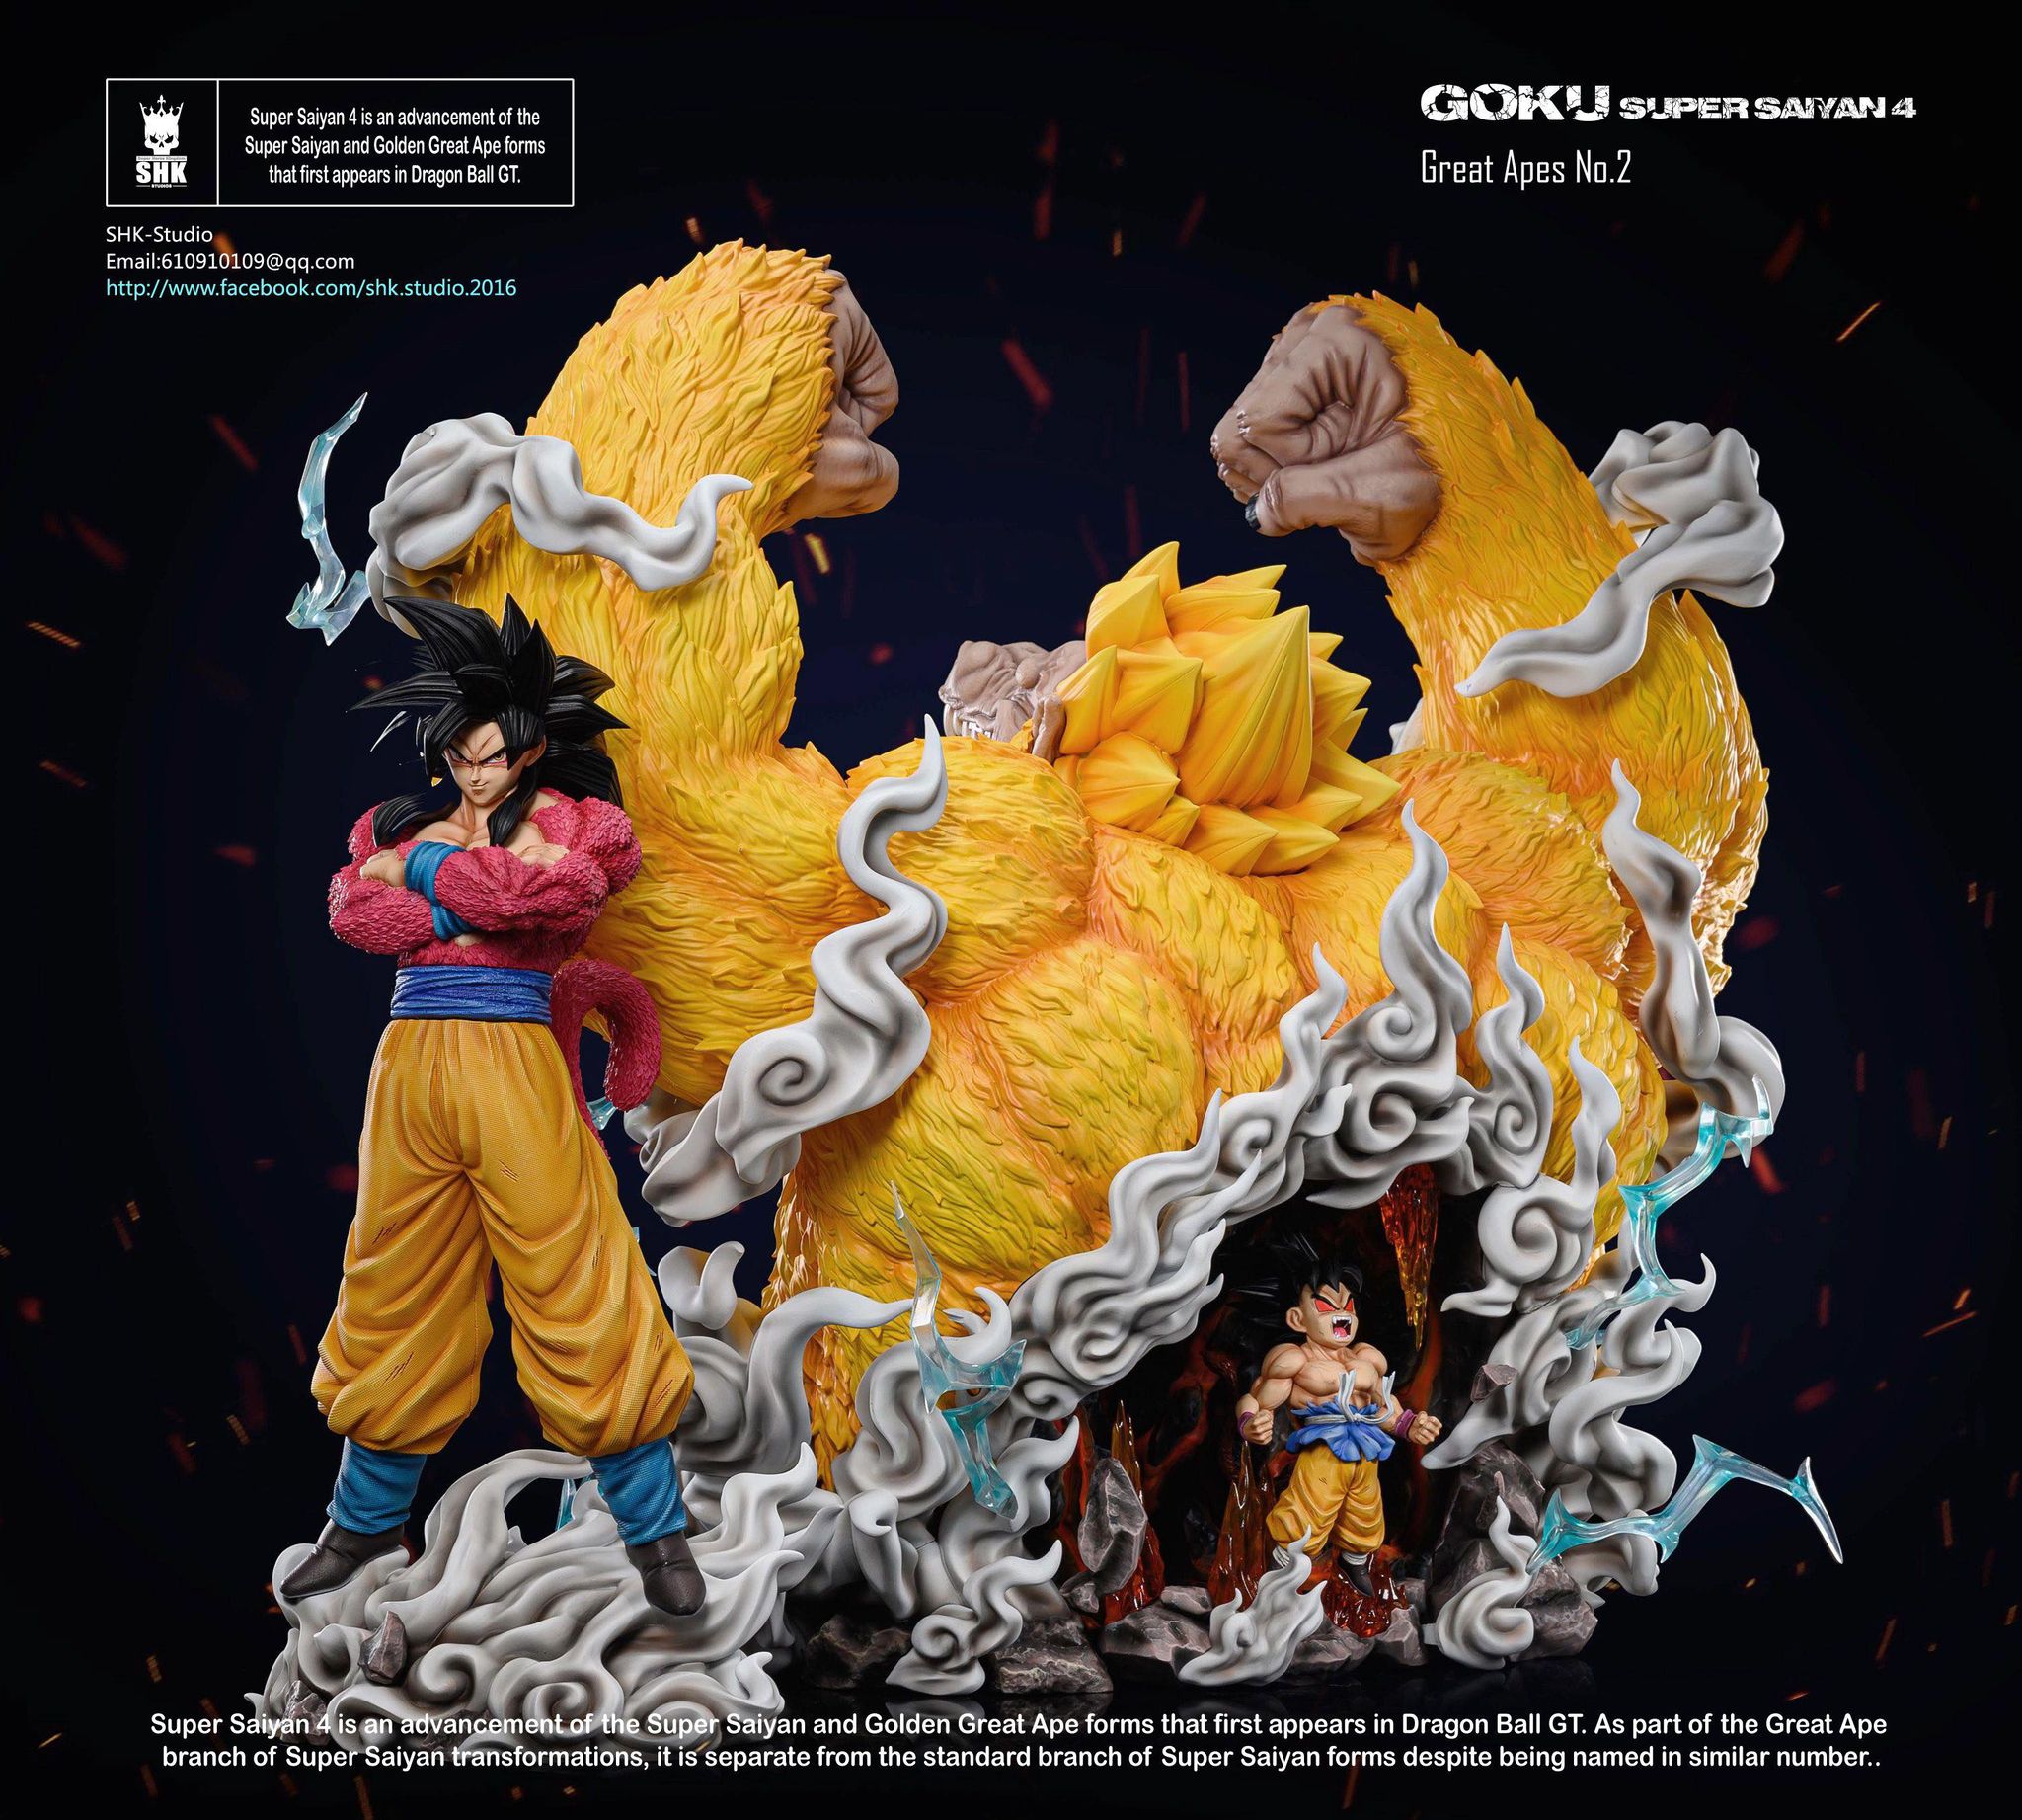 Super Saiyan 4 is an advancement of the
Super Saiyan and Golden Great Ape forms
that first appears in Dragon Ball GT.
SHK
STUDIOS
SHK-Studio
Email:610910109@qq.com
http://www.facebook.com/shk.studio.2016
GOKU SUPER SAIYAN 4
Great Apes No.2
Super Saiyan 4 is an advancement of the Super Saiyan and Golden Great Ape forms that first appears in Dragon Ball GT. As part of the Great Ape
branch of Super Saiyan transformations, it is separate from the standard branch of Super Saiyan forms despite being named in similar number..